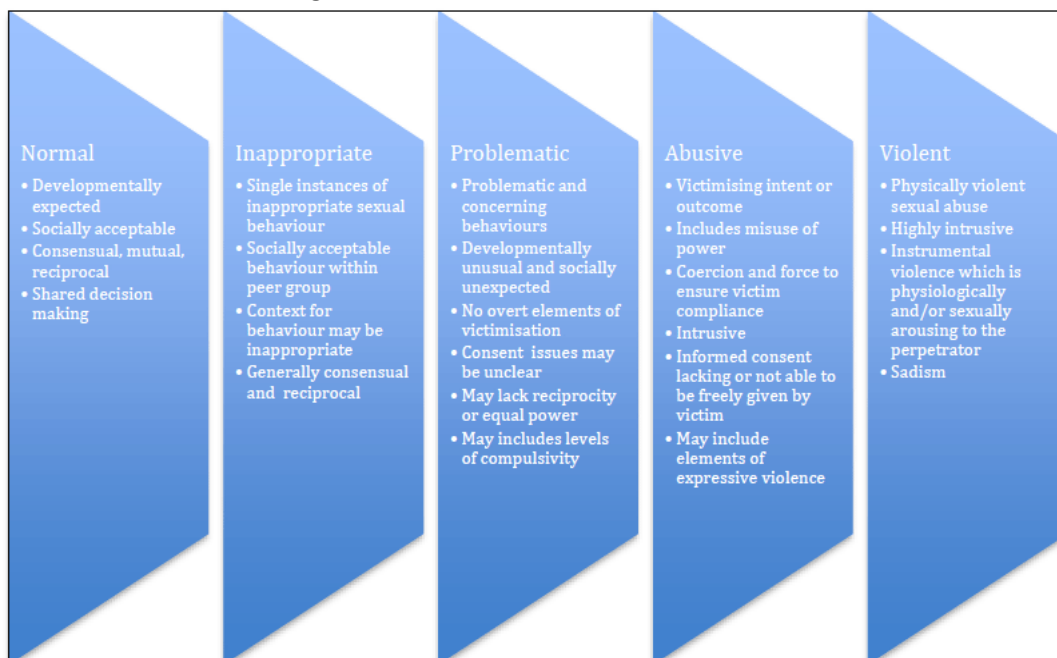 Normal
• Developmentally
expected
• Socially acceptable
• Consensual, mutual,
reciprocal
• Shared decision
making
Inappropriate
• Single instances of
inappropriate sexual
behaviour
• Socially acceptable
behaviour within
peer group
• Context for
behaviour may be
inappropriate
• Generally consensual
and reciprocal
Problematic
• Problematic and
concerning
behaviours
• Developmentally
unusual and socially
unexpected
• No overt elements of
victimisation
• Consent issues may
be unclear
• May lack reciprocity
or equal power
• May includes levels
of compulsivity
Abusive
• Victimising intent or
outcome
• Includes misuse of
power
• Coercion and force to
ensure victim
compliance
• Intrusive
• Informed consent
lacking or not able to
be freely given by
victim
• May include
elements of
expressive violence
Violent
• Physically violent
sexual abuse
• Highly intrusive
• Instrumental
violence which is
physiologically
and/or sexually
arousing to the
perpetrator
• Sadism